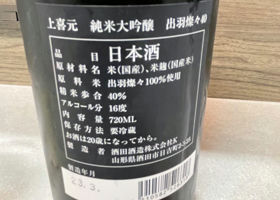 上喜元 純米大吟醸 出羽燦々40
品目 日本酒
原材料名 米(国産)、米麹(国産米)
原料米 出羽燦々100%使用
精米歩合 40%
アルコール分 16度
内容量 720ML
保存方法 要冷蔵
お酒は20歳になってから。
製造者 酒田酒造株式会社K
山形県酒田市日吉町2-3-25
製造年月
23.3.